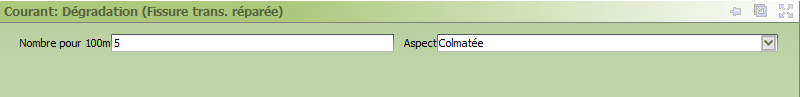 Courant: Dégradation (Fissure trans. réparée)
Nombre pour 100m 5 Aspect Colmatée